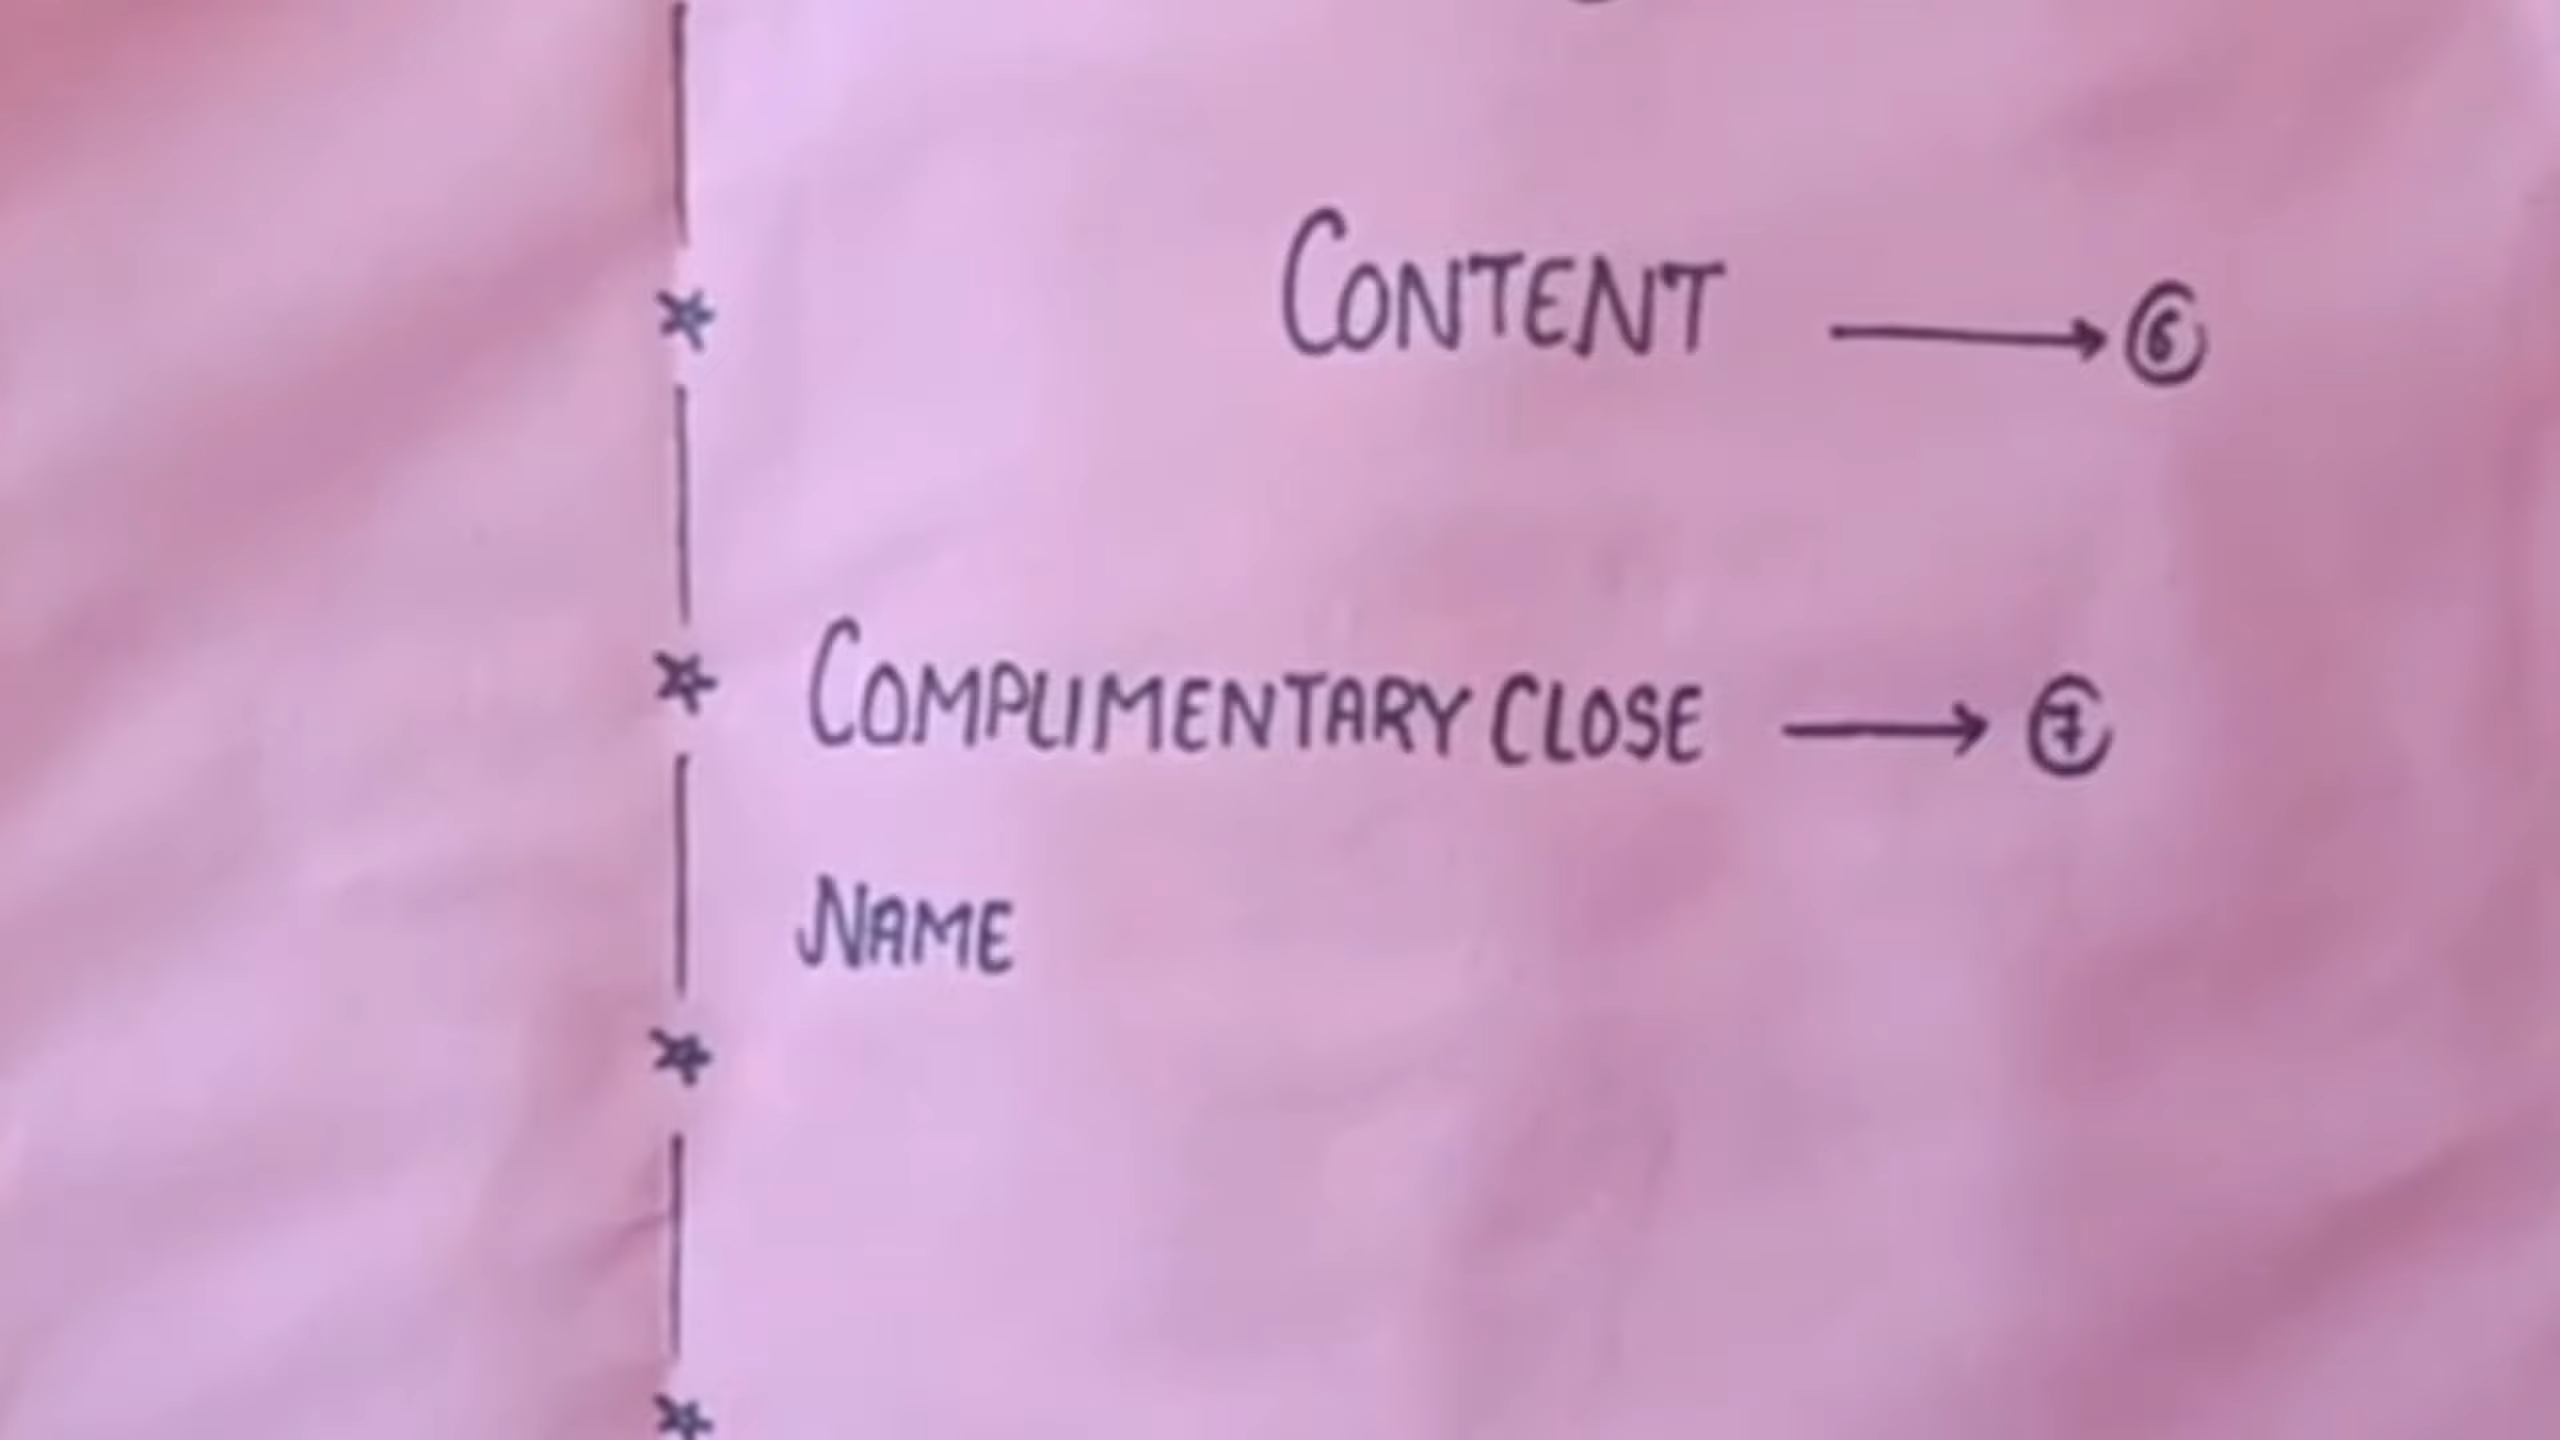 CONTENT → ⑥
COMPLIMENTARY CLOSE → ⑦
NAME